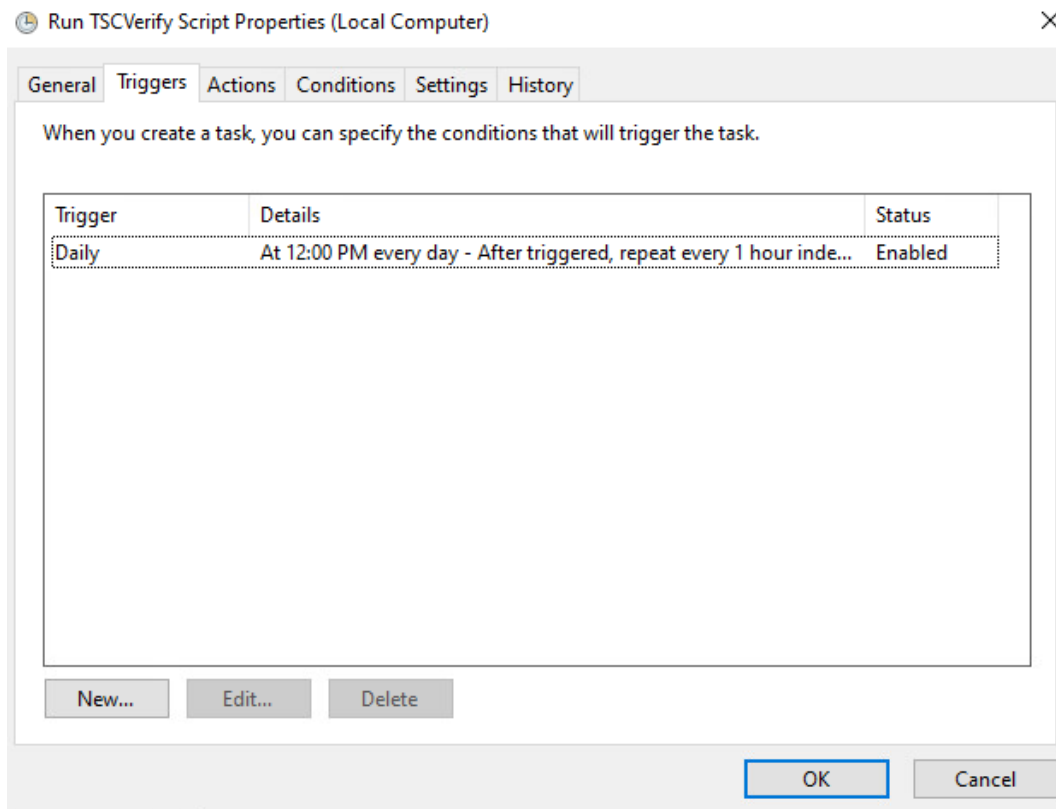 Run TSCVerify Script Properties (Local Computer)
General Triggers Actions Conditions Settings History
When you create a task, you can specify the conditions that will trigger the task.
Trigger Details Status
Daily At 12:00 PM every day - After triggered, repeat every 1 hour inde... Enabled
New... Edit... Delete
OK Cancel